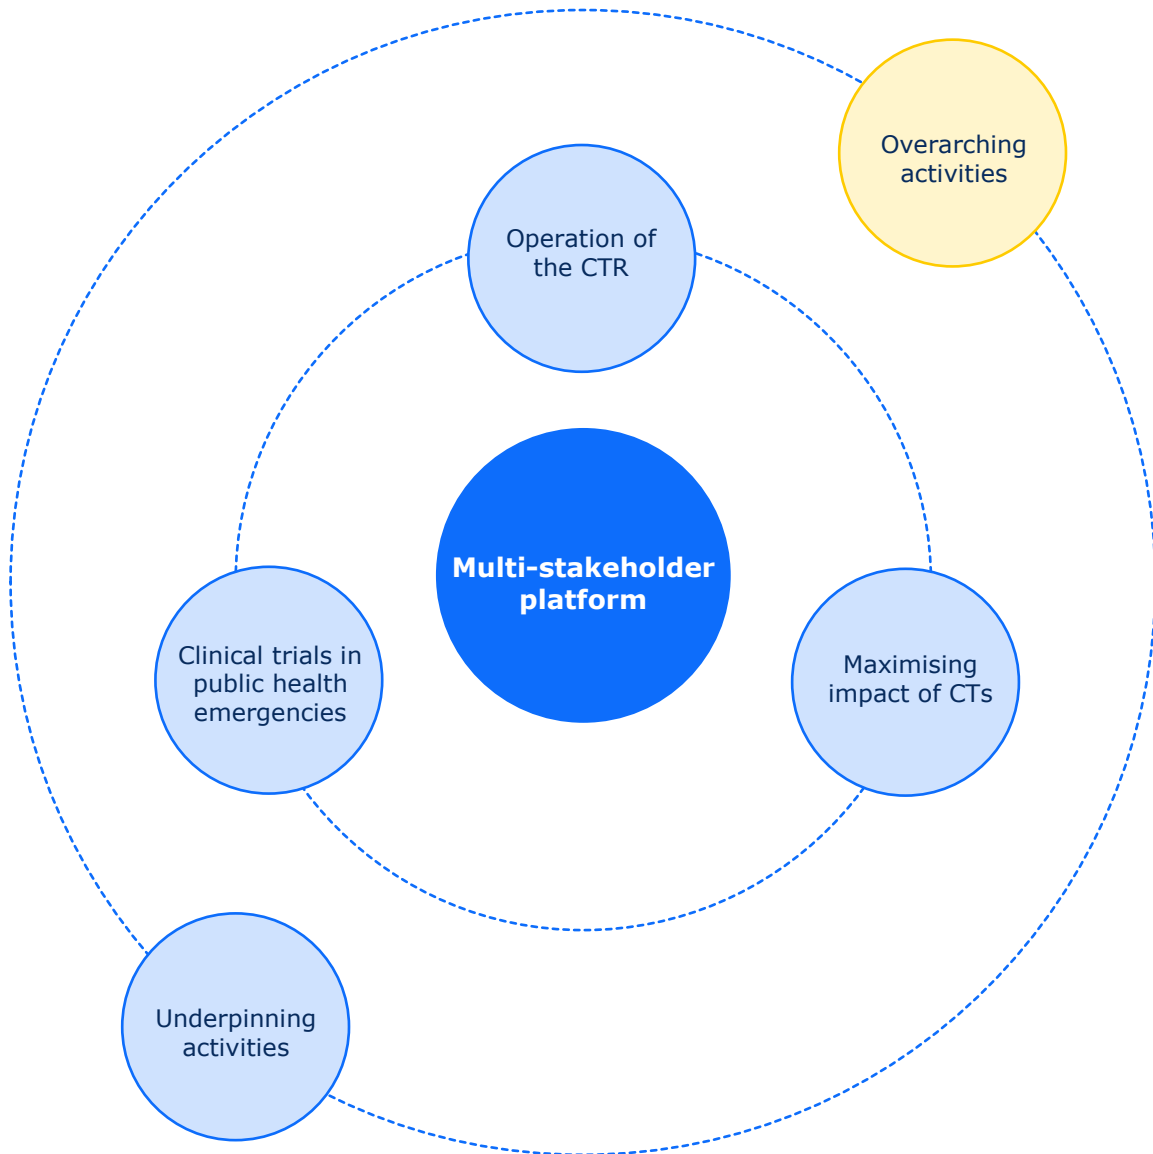 Overarching
activities
Operation of
the CTR
Multi-stakeholder
platform
Clinical trials in
public health
emergencies
Maximising
impact of CTs
Underpinning
activities